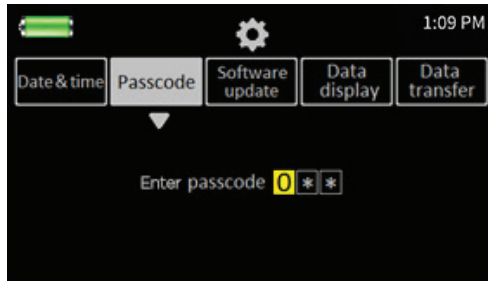 1:09 PM
Date & time
Passcode
Software
update
Data
display
Data
transfer
Enter passcode 0 * *